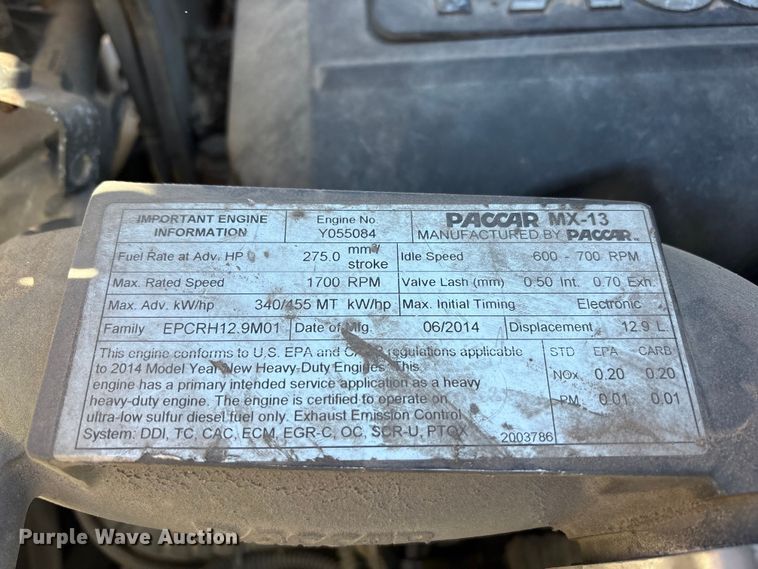 IMPORTANT ENGINE INFORMATION
Engine No. Y055084
PACCAR MX-13
MANUFACTURED BY PACCAR
Fuel Rate at Adv. HP 275.0 mm³/stroke
Idle Speed 600 - 700 RPM
Max. Rated Speed 1700 RPM
Valve Lash (mm) 0.50 Int. 0.70 Exh.
Max. Adv. kW/hp 340/455 MT kW/hp
Max. Initial Timing Electronic
Family EPCRH12.9M01
Date of Mfg. 06/2014
Displacement 12.9 L.
This engine conforms to U.S. EPA and regulations applicable
to 2014 Model Year New Heavy Duty Engines. This
engine has a primary intended service application as a heavy
heavy-duty engine. The engine is certified to operate on
ultra-low sulfur diesel fuel only. Exhaust Emission Control
System: DDI, TC, CAC, ECM, EGR-C, OC, SCR-U, PTOX
2003786
STD EPA CARB
NOx 0.20 0.20
PM 0.01 0.01
Purple Wave Auction